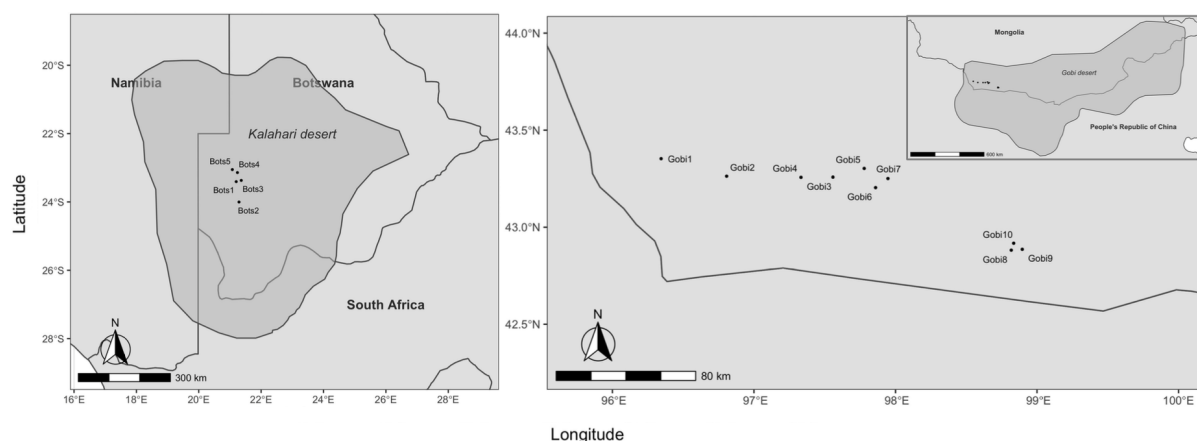 Latitude
20°S
22°S
24°S
26°S
28°S
Namibia
Botswana
Kalahari desert
Bots5
Bots4
Bots1
Bots3
Bots2
South Africa
N
300 km
16°E
18°E
20°E
22°E
24°E
26°E
28°E
44.0°N
43.5°N
43.0°N
42.5°N
Mongolia
Gobi desert
People's Republic of China
600 km
Gobi1
Gobi2
Gobi4
Gobi3
Gobi5
Gobi7
Gobi6
Gobi10
Gobi8
Gobi9
N
80 km
96°E
97°E
98°E
99°E
100°E
Longitude